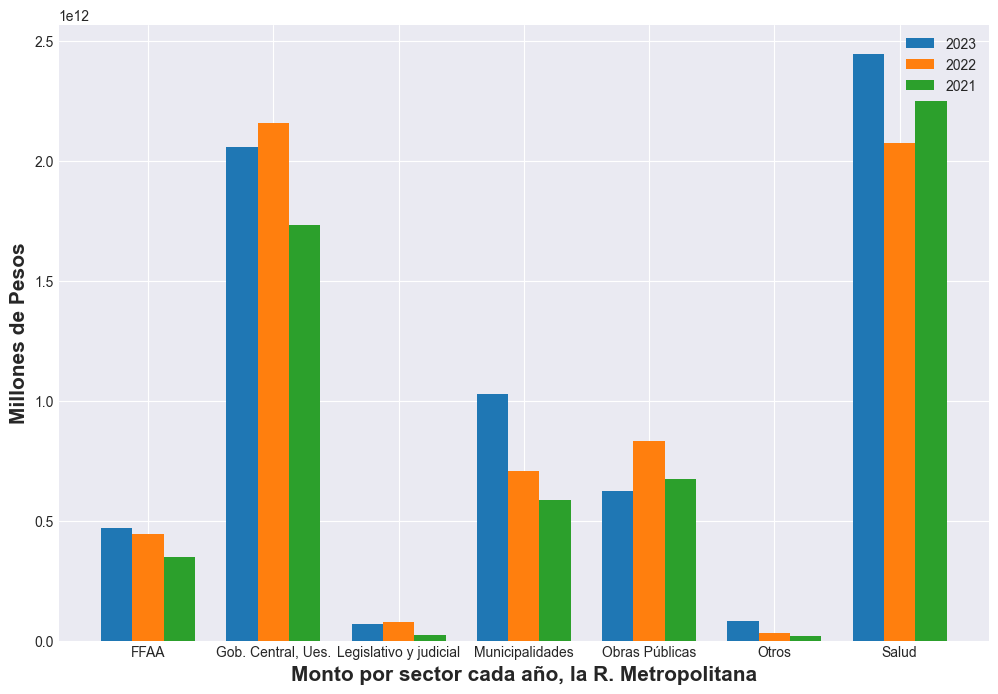 1e12
2.5
2.0
1.5
1.0
0.5
0.0
Millones de Pesos
2023
2022
2021
FFAA
Gob. Central, Ues.
Legislativo y judicial
Municipalidades
Obras Públicas
Otros
Salud
Monto por sector cada año, la R. Metropolitana